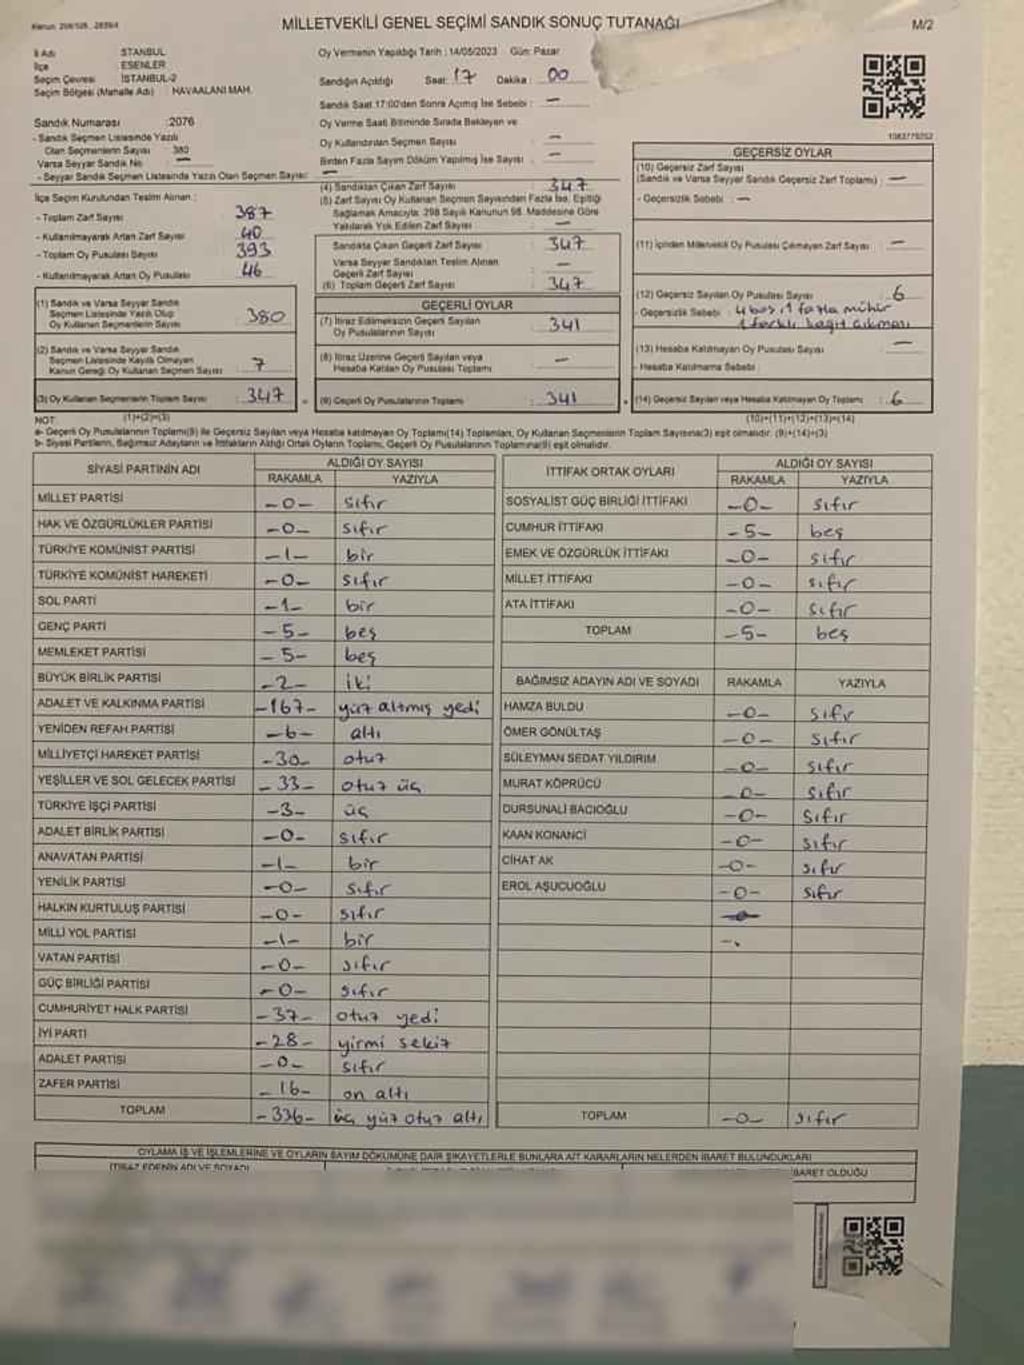 MİLLETVEKİLİ GENEL SEÇİMİ SANDIK SONUÇ TUTANAĞI
M/2
İl Adı İSTANBUL
İlçe ESENLER
Seçim Çevresi İSTANBUL-2
Seçim Bölgesi (Mahalle Adı) HAVAALANI MAH.
Sandık Numarası :2076
- Sandık Seçmen Listesinde Yazılı
Olan Seçmenlerin Sayısı 380
Varsa Seyyar Sandık No —
- Seyyar Sandık Seçmen Listesinde Yazılı Olan Seçmen Sayısı: —
Oy Vermenin Yapıldığı Tarih : 14/05/2023 Gün: Pazar
Sandığın Açıldığı Saat: 17 Dakika : 00
Sandık Saat 17:00'den Sonra Açılmış İse Sebebi : —
Oy Verme Saati Bitiminde Sırada Bekleyen ve
Oy Kullandırılan Seçmen Sayısı : —
Birden Fazla Sayım Döküm Yapılmış İse Sayısı : —
İlçe Seçim Kurulundan Teslim Alınan :
- Toplam Zarf Sayısı 387
- Kullanılmayarak Artan Zarf Sayısı 40
- Toplam Oy Pusulası Sayısı 393
- Kullanılmayarak Artan Oy Pusulası 46
(1) Sandık ve Varsa Seyyar Sandık
Seçmen Listesinde Yazılı Olup
Oy Kullanan Seçmenlerin Sayısı : 380
(2) Sandık ve Varsa Seyyar Sandık
Seçmen Listesinde Kayıtlı Olmayan
Kanun Gereği Oy Kullanan Seçmen Sayısı : 7
(3) Oy Kullanan Seçmenlerin Toplam Sayısı : 347
(1)+(2)=(3)
(4) Sandıktan Çıkan Zarf Sayısı : 347
(5) Zarf Sayısı Oy Kullanan Seçmen Sayısından Fazla İse, Eşitliği
Sağlamak Amacıyla; 298 Sayılı Kanunun 98. Maddesine Göre
Yakılarak Yok Edilen Zarf Sayısı : —
Sandıkta Çıkan Geçerli Zarf Sayısı : 347
Varsa Seyyar Sandıktan Teslim Alınan
Geçerli Zarf Sayısı : —
(6) Toplam Geçerli Zarf Sayısı : 347
GEÇERLİ OYLAR
(7) İtiraz Edilmeksizin Geçerli Sayılan
Oy Pusulalarının Sayısı : 341
(8) İtiraz Üzerine Geçerli Sayılan veya
Hesaba Katılan Oy Pusulası Toplamı : —
(9) Geçerli Oy Pusulalarının Toplamı : 341
GEÇERSİZ OYLAR
(10) Geçersiz Zarf Sayısı
(Sandık ve Varsa Seyyar Sandık Geçersiz Zarf Toplamı) : —
- Geçersizlik Sebebi : —
(11) İçinden Milletvekili Oy Pusulası Çıkmayan Zarf Sayısı : —
(12) Geçersiz Sayılan Oy Pusulası Sayısı : 6
- Geçersizlik Sebebi : 4 boş, 1 fazla mühür
1 farklı kağıt çıkması
(13) Hesaba Katılmayan Oy Pusulası Sayısı : —
- Hesaba Katılmama Sebebi :
(14) Geçersiz Sayılan veya Hesaba Katılmayan Oy Toplamı : 6
(10)+(11)+(12)+(13)=(14)
NOT:
a- Geçerli Oy Pusulalarının Toplamı(9) ile Geçersiz Sayılan veya Hesaba katılmayan Oy Toplamı(14) Toplamları, Oy Kullanan Seçmenlerin Toplam Sayısına(3) eşit olmalıdır. (9)+(14)=(3)
b- Siyasi Partilerin, Bağımsız Adayların ve İttifakların Aldığı Ortak Oyların Toplamı, Geçerli Oy Pusulalarının Toplamına(9) eşit olmalıdır.
SİYASİ PARTİNİN ADI ALDIĞI OY SAYISI
RAKAMLA YAZIYLA
MİLLET PARTİSİ -0- sıfır
HAK VE ÖZGÜRLÜKLER PARTİSİ -0- sıfır
TÜRKİYE KOMÜNİST PARTİSİ -1- bir
TÜRKİYE KOMÜNİST HAREKETİ -0- sıfır
SOL PARTİ -1- bir
GENÇ PARTİ -5- beş
MEMLEKET PARTİSİ -5- beş
BÜYÜK BİRLİK PARTİSİ -2- iki
ADALET VE KALKINMA PARTİSİ -167- yüz altmış yedi
YENİDEN REFAH PARTİSİ -6- altı
MİLLİYETÇİ HAREKET PARTİSİ -30- otuz
YEŞİLLER VE SOL GELECEK PARTİSİ -33- otuz üç
TÜRKİYE İŞÇİ PARTİSİ -3- üç
ADALET BİRLİK PARTİSİ -0- sıfır
ANAVATAN PARTİSİ -1- bir
YENİLİK PARTİSİ -0- sıfır
HALKIN KURTULUŞ PARTİSİ -0- sıfır
MİLLİ YOL PARTİSİ -1- bir
VATAN PARTİSİ -0- sıfır
GÜÇ BİRLİĞİ PARTİSİ -0- sıfır
CUMHURİYET HALK PARTİSİ -37- otuz yedi
İYİ PARTİ -28- yirmi sekiz
ADALET PARTİSİ -0- sıfır
ZAFER PARTİSİ -16- on altı
TOPLAM -336- üç yüz otuz altı
İTTİFAK ORTAK OYLARI ALDIĞI OY SAYISI
RAKAMLA YAZIYLA
SOSYALİST GÜÇ BİRLİĞİ İTTİFAKI -0- sıfır
CUMHUR İTTİFAKI -5- beş
EMEK VE ÖZGÜRLÜK İTTİFAKI -0- sıfır
MİLLET İTTİFAKI -0- sıfır
ATA İTTİFAKI -0- sıfır
TOPLAM -5- beş
BAĞIMSIZ ADAYIN ADI VE SOYADI RAKAMLA YAZIYLA
HAMZA BULDU -0- sıfır
ÖMER GÖNÜLTAŞ -0- sıfır
SÜLEYMAN SEDAT YILDIRIM -0- sıfır
MURAT KÖPRÜCÜ -0- sıfır
DURSUNALİ BACIOĞLU -0- sıfır
KAAN KONANCİ -0- sıfır
CİHAT AK -0- sıfır
EROL AŞUCUOĞLU -0- sıfır
TOPLAM -0- sıfır
OYLAMA İŞ VE İŞLEMLERİNE VE OYLARIN SAYIM DÖKÜMÜNE DAİR ŞİKAYETLERLE BUNLARA AİT KARARLARIN NELERDEN İBARET BULUNDUKLARI
İTİRAZ EDENİN ADI VE SOYADI
İBARET OLDUĞU